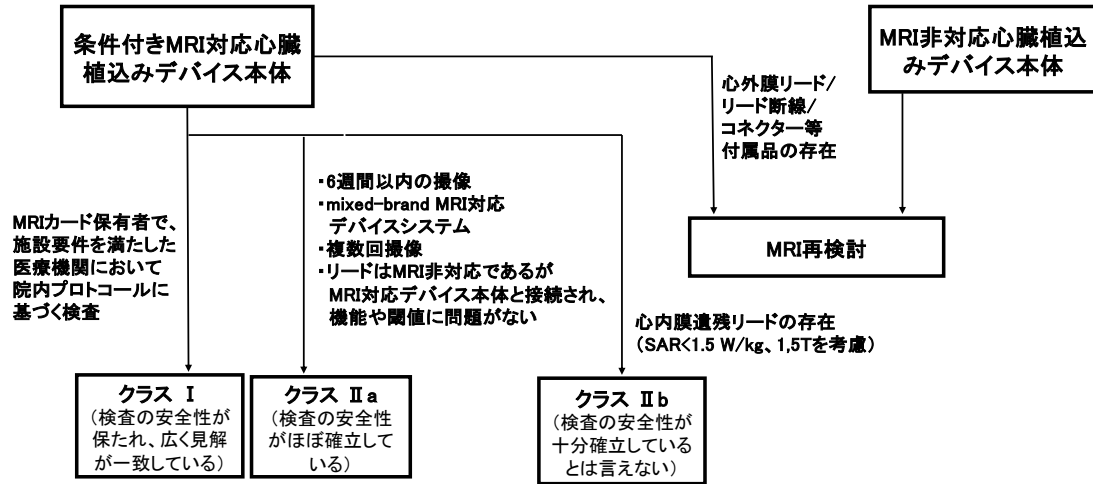 条件付きMRI対応心臓
植込みデバイス本体
MRI非対応心臓植込
みデバイス本体
心外膜リード/
リード断線/
コネクター等
付属品の存在
MRIカード保有者で、
施設要件を満たした
医療機関において
院内プロトコールに
基づく検査
・6週間以内の撮像
・mixed-brand MRI対応
デバイスシステム
・複数回撮像
・リードはMRI非対応であるが
MRI対応デバイス本体と接続され、
機能や閾値に問題がない
MRI再検討
心内膜遺残リードの存在
（SAR<1.5 W/kg、1,5Tを考慮）
クラス Ⅰ
（検査の安全性が
保たれ、広く見解
が一致している）
クラス Ⅱa
（検査の安全性
がほぼ確立して
いる）
クラス Ⅱb
（検査の安全性が
十分確立している
とは言えない）